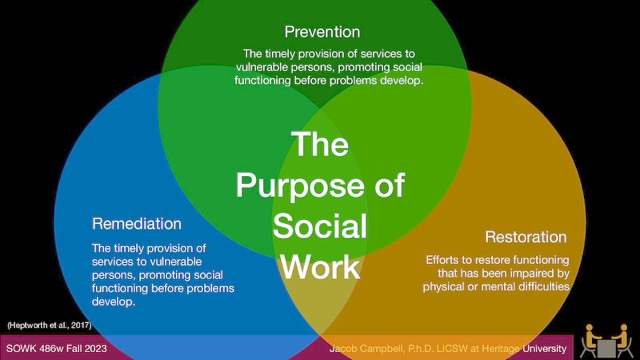 Prevention
The timely provision of services to
vulnerable persons, promoting social
functioning before problems develop.
The
Purpose of
Social
Work
Remediation
The timely provision of
services to vulnerable
persons, promoting social
functioning before problems
develop.
Restoration
Efforts to restore functioning
that has been impaired by
physical or mental difficulties
(Heptworth et al., 2017)
SOWK 486w Fall 2023
Jacob Campbell, Ph.D. LICSW at Heritage University